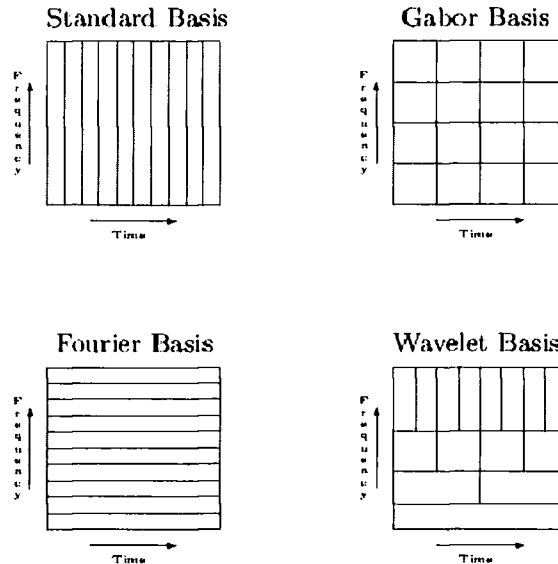 Standard Basis
Frequency
Time
Gabor Basis
Frequency
Time
Fourier Basis
Frequency
Time
Wavelet Basis
Frequency
Time